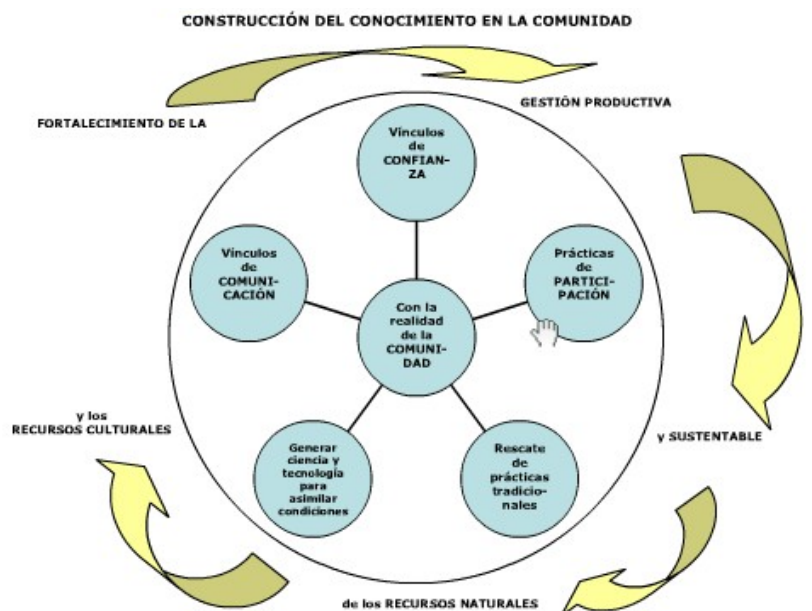 CONSTRUCCIÓN DEL CONOCIMIENTO EN LA COMUNIDAD
FORTALECIMIENTO DE LA
GESTIÓN PRODUCTIVA
Vínculos
de
CONFIAN-
ZA
Vínculos
de
COMUNI-
CACIÓN
Prácticas
de
PARTICI-
PACIÓN
Con la
realidad
de la
COMUNI-
DAD
y los
RECURSOS CULTURALES
y SUSTENTABLE
Generar
ciencia y
tecnología
para
asimilar
condiciones
Rescate
de
prácticas
tradicio-
nales
de los RECURSOS NATURALES